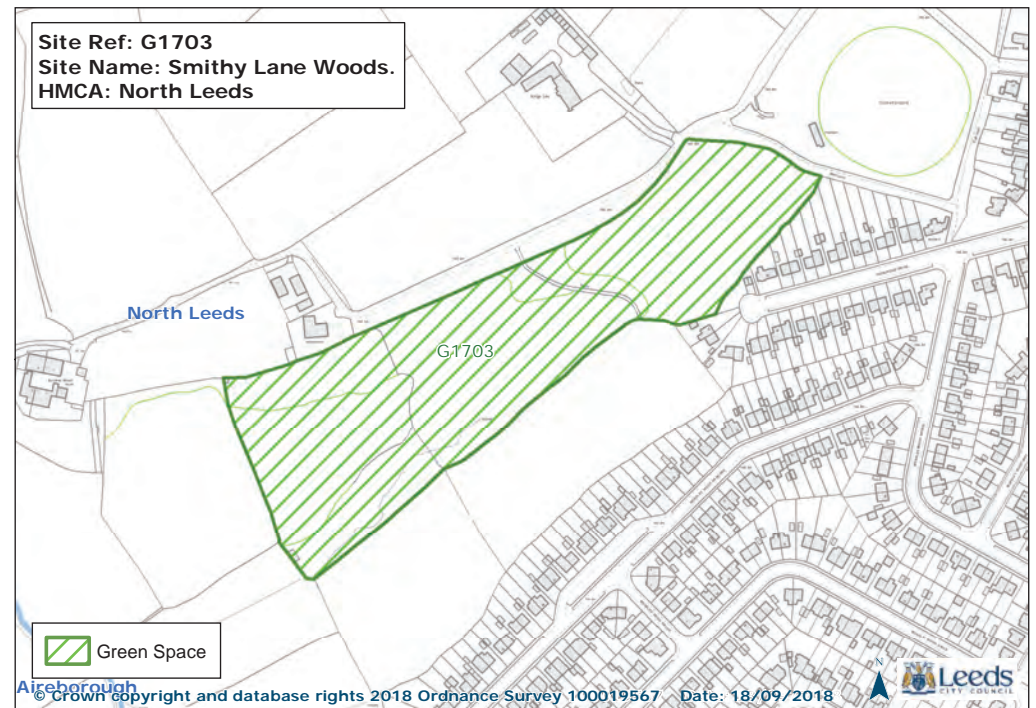 Site Ref: G1703
Site Name: Smithy Lane Woods.
HMCA: North Leeds
North Leeds
G1703
Green Space
Aireborough
© Crown copyright and database rights 2018 Ordnance Survey 100019567 Date: 18/09/2018
N
Leeds
CITY COUNCIL